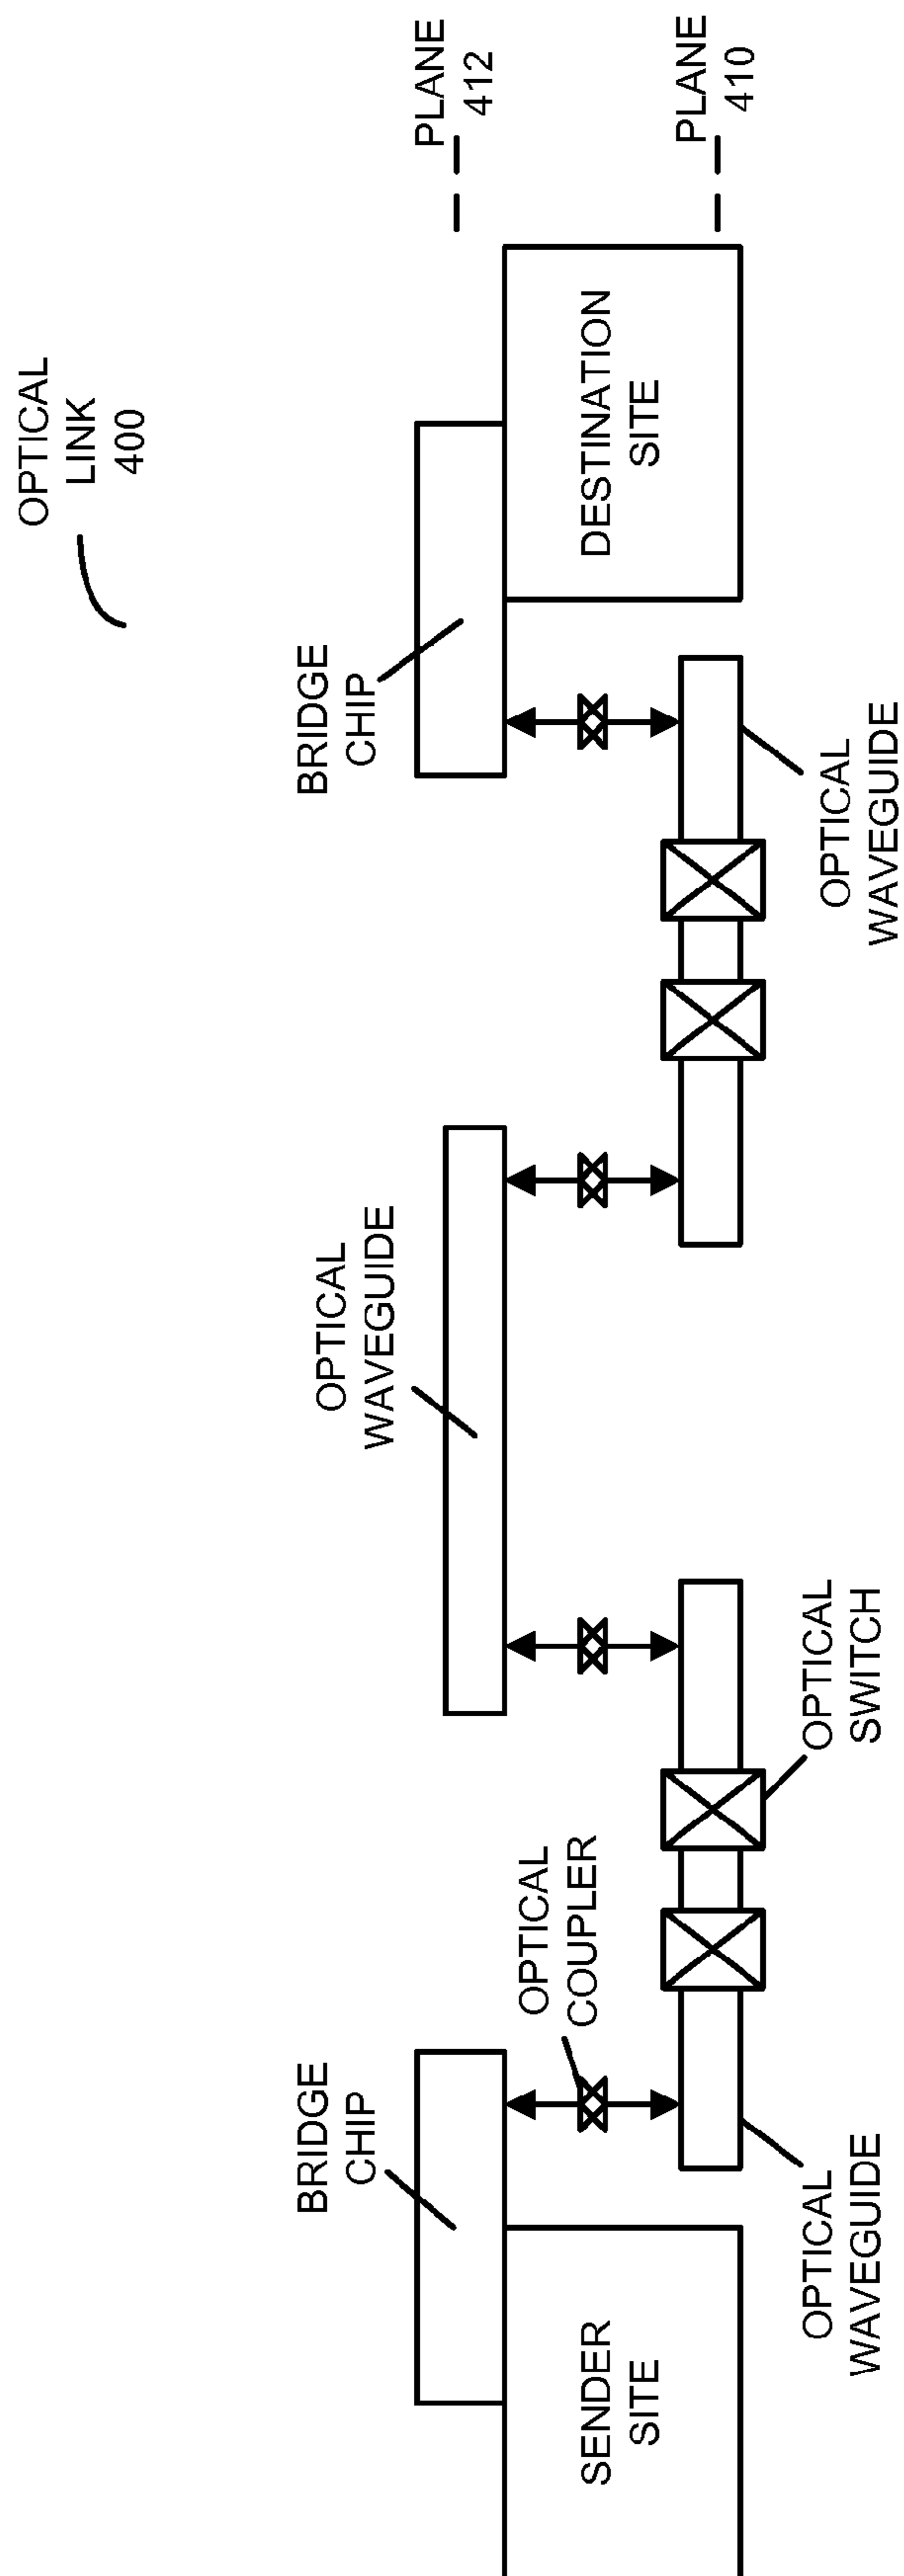 OPTICAL
LINK
400
PLANE
412
PLANE
410
BRIDGE
CHIP
OPTICAL
WAVEGUIDE
BRIDGE
CHIP
DESTINATION
SITE
OPTICAL
COUPLER
SENDER
SITE
OPTICAL
WAVEGUIDE
OPTICAL
SWITCH
OPTICAL
WAVEGUIDE